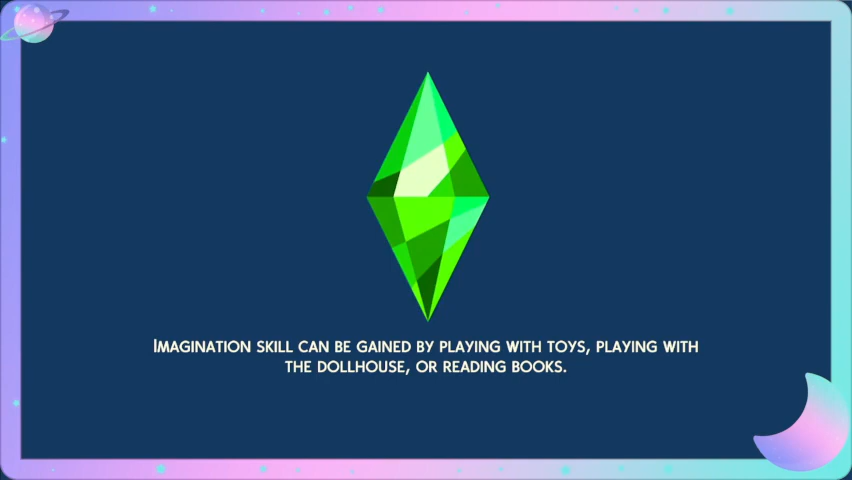 Imagination skill can be gained by playing with toys, playing with
the dollhouse, or reading books.